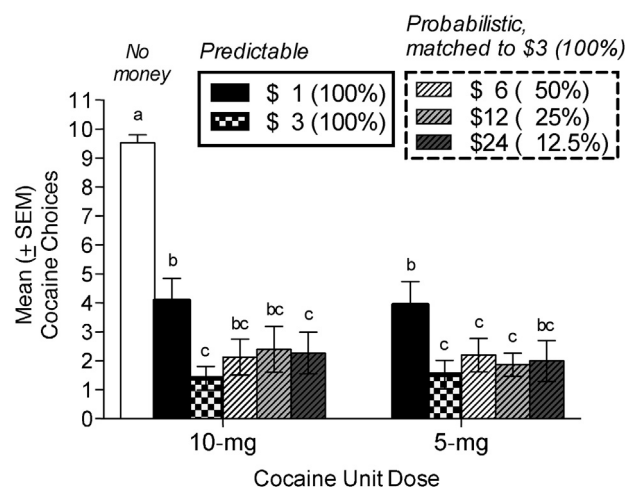 No
money
Predictable
$ 1 (100%)
$ 3 (100%)
Probabilistic,
matched to $3 (100%)
$ 6 ( 50%)
$12 ( 25%)
$24 ( 12.5%)
Mean (+ SEM)
Cocaine Choices
11
10
9
8
7
6
5
4
3
2
1
0
a
b
c
bc
bc
c
b
c
c
c
bc
10-mg
5-mg
Cocaine Unit Dose